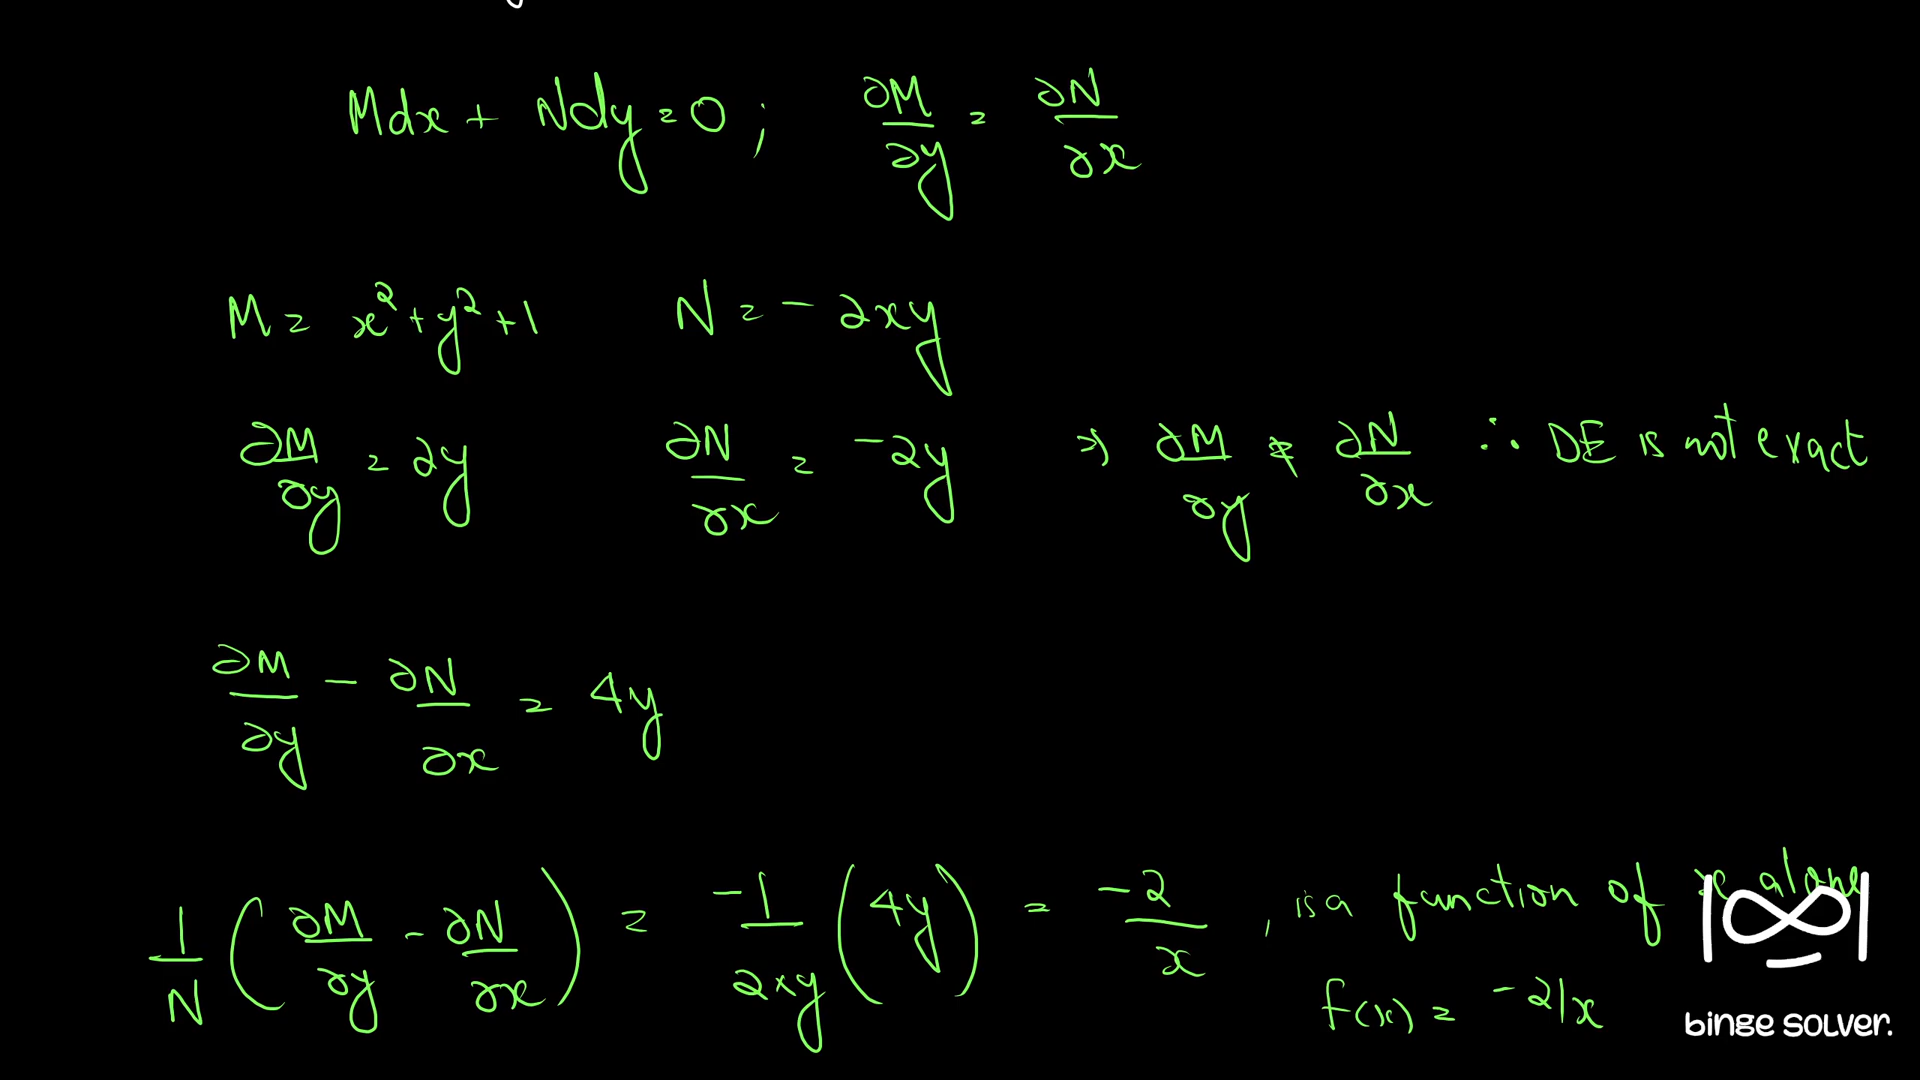 Mdx + Ndy = 0 ; ∂M/∂y = ∂N/∂x
M = x² + y² + 1 N = - 2xy
∂M/∂y = 2y ∂N/∂x = -2y ⇒ ∂M/∂y ≠ ∂N/∂x ∴ DE is not exact
∂M/∂y - ∂N/∂x = 4y
1/N (∂M/∂y - ∂N/∂x) = -1/2xy (4y) = -2/x , is a function of x alone
f(x) = -2/x
binge solver.